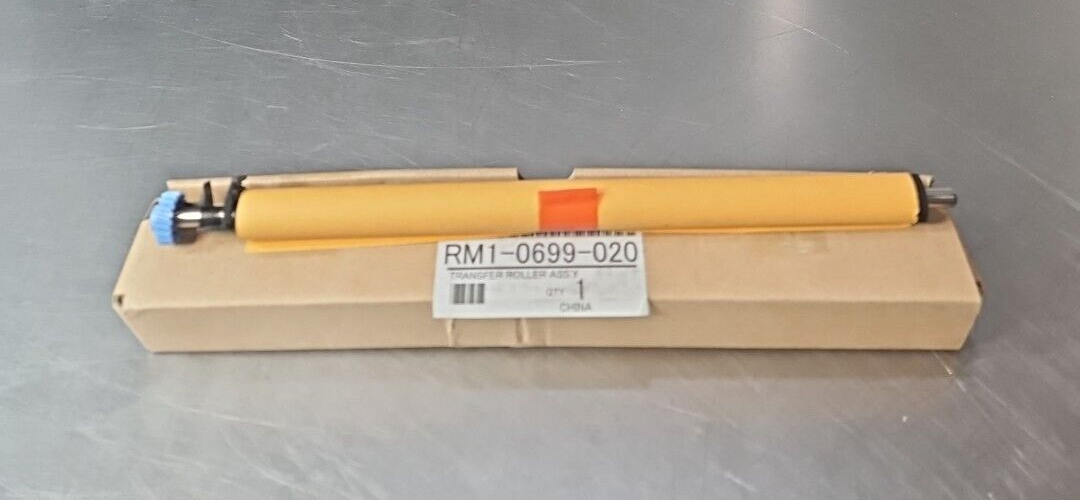 RM1-0699-020
TRANSFER ROLLER ASS'Y
QTY 1
CHINA